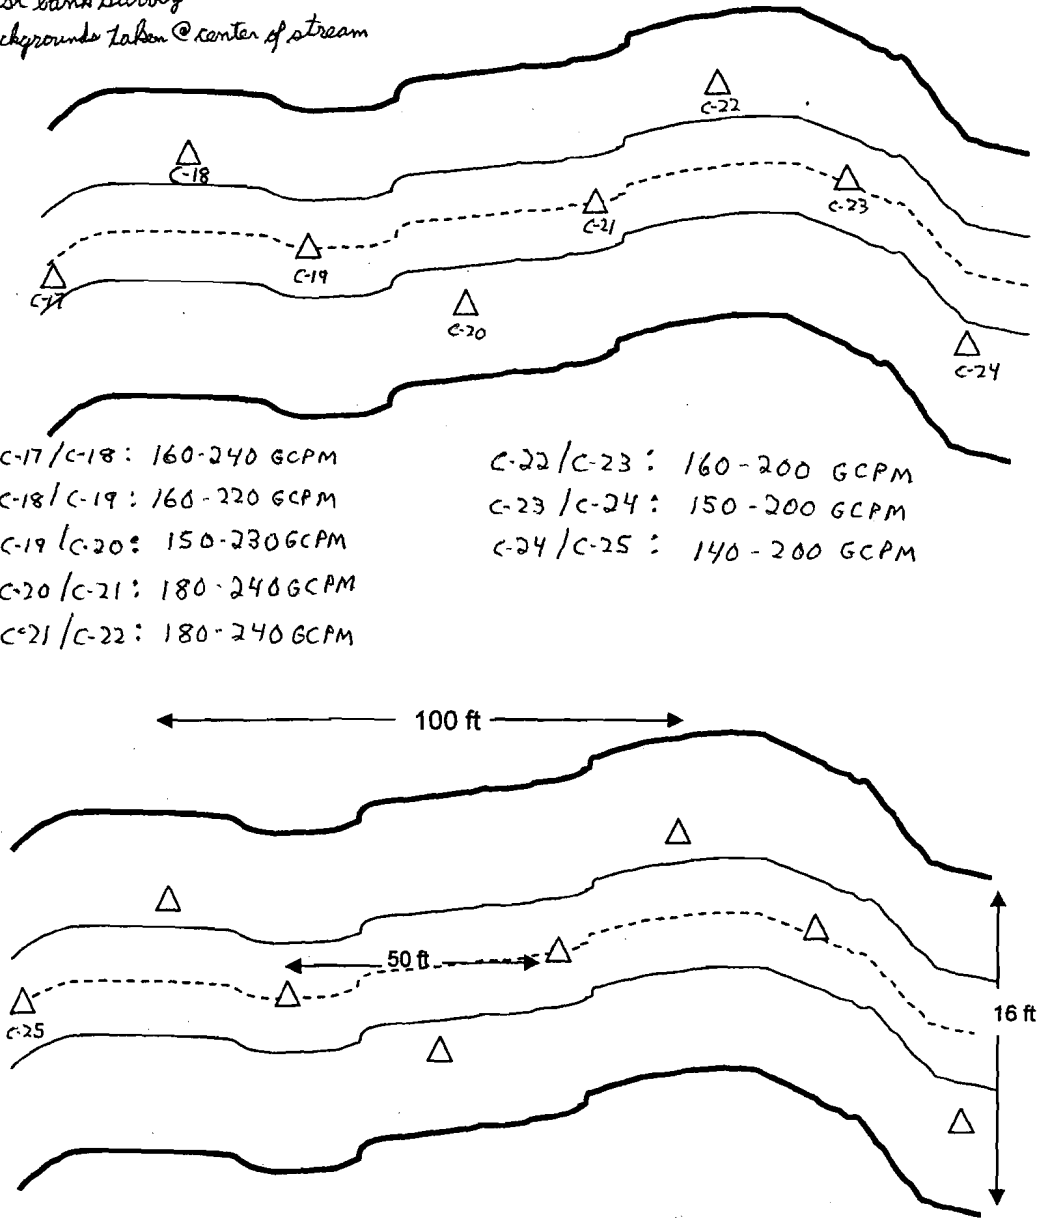 Bank Survey
ckgrounds taken @ center of stream
C-22
C-18
C-23
C-21
C-19
C-17
C-20
C-24
C-17/C-18: 160-240 GCPM
C-18/C-19: 160-220 GCPM
C-19/C-20: 150-230 GCPM
C-20/C-21: 180-240 GCPM
C-21/C-22: 180-240 GCPM
C-22/C-23: 160-200 GCPM
C-23/C-24: 150-200 GCPM
C-24/C-25: 140-200 GCPM
100 ft
50 ft
16 ft
C-25